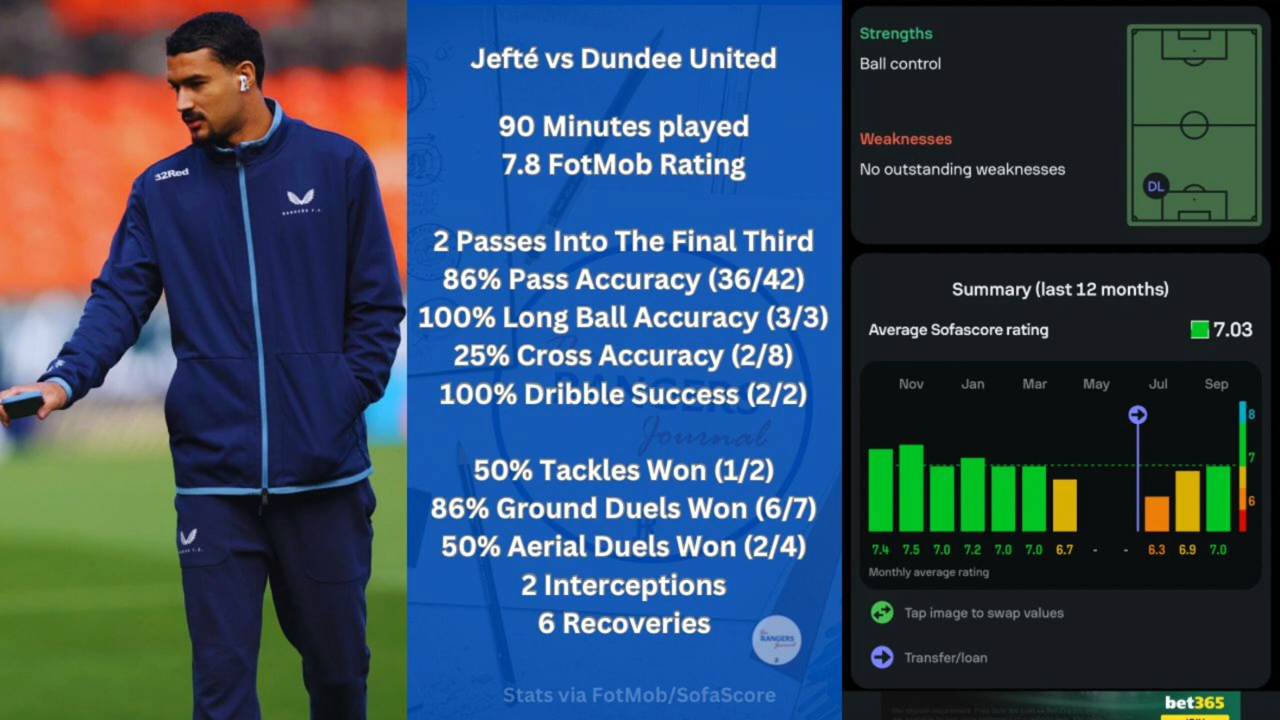 32Red
RANGERS F.C.
Jefté vs Dundee United
90 Minutes played
7.8 FotMob Rating
2 Passes Into The Final Third
86% Pass Accuracy (36/42)
100% Long Ball Accuracy (3/3)
25% Cross Accuracy (2/8)
100% Dribble Success (2/2)
50% Tackles Won (1/2)
86% Ground Duels Won (6/7)
50% Aerial Duels Won (2/4)
2 Interceptions
6 Recoveries
The
RANGERS
Journal
Stats via FotMob/SofaScore
Strengths
Ball control
Weaknesses
No outstanding weaknesses
DL
Summary (last 12 months)
Average Sofascore rating
7.03
Nov Jan Mar May Jul Sep
8
7
6
7.4 7.5 7.0 7.2 7.0 7.0 6.7 - - 6.3 6.9 7.0
Monthly average rating
Tap image to swap values
Transfer/loan
bet365